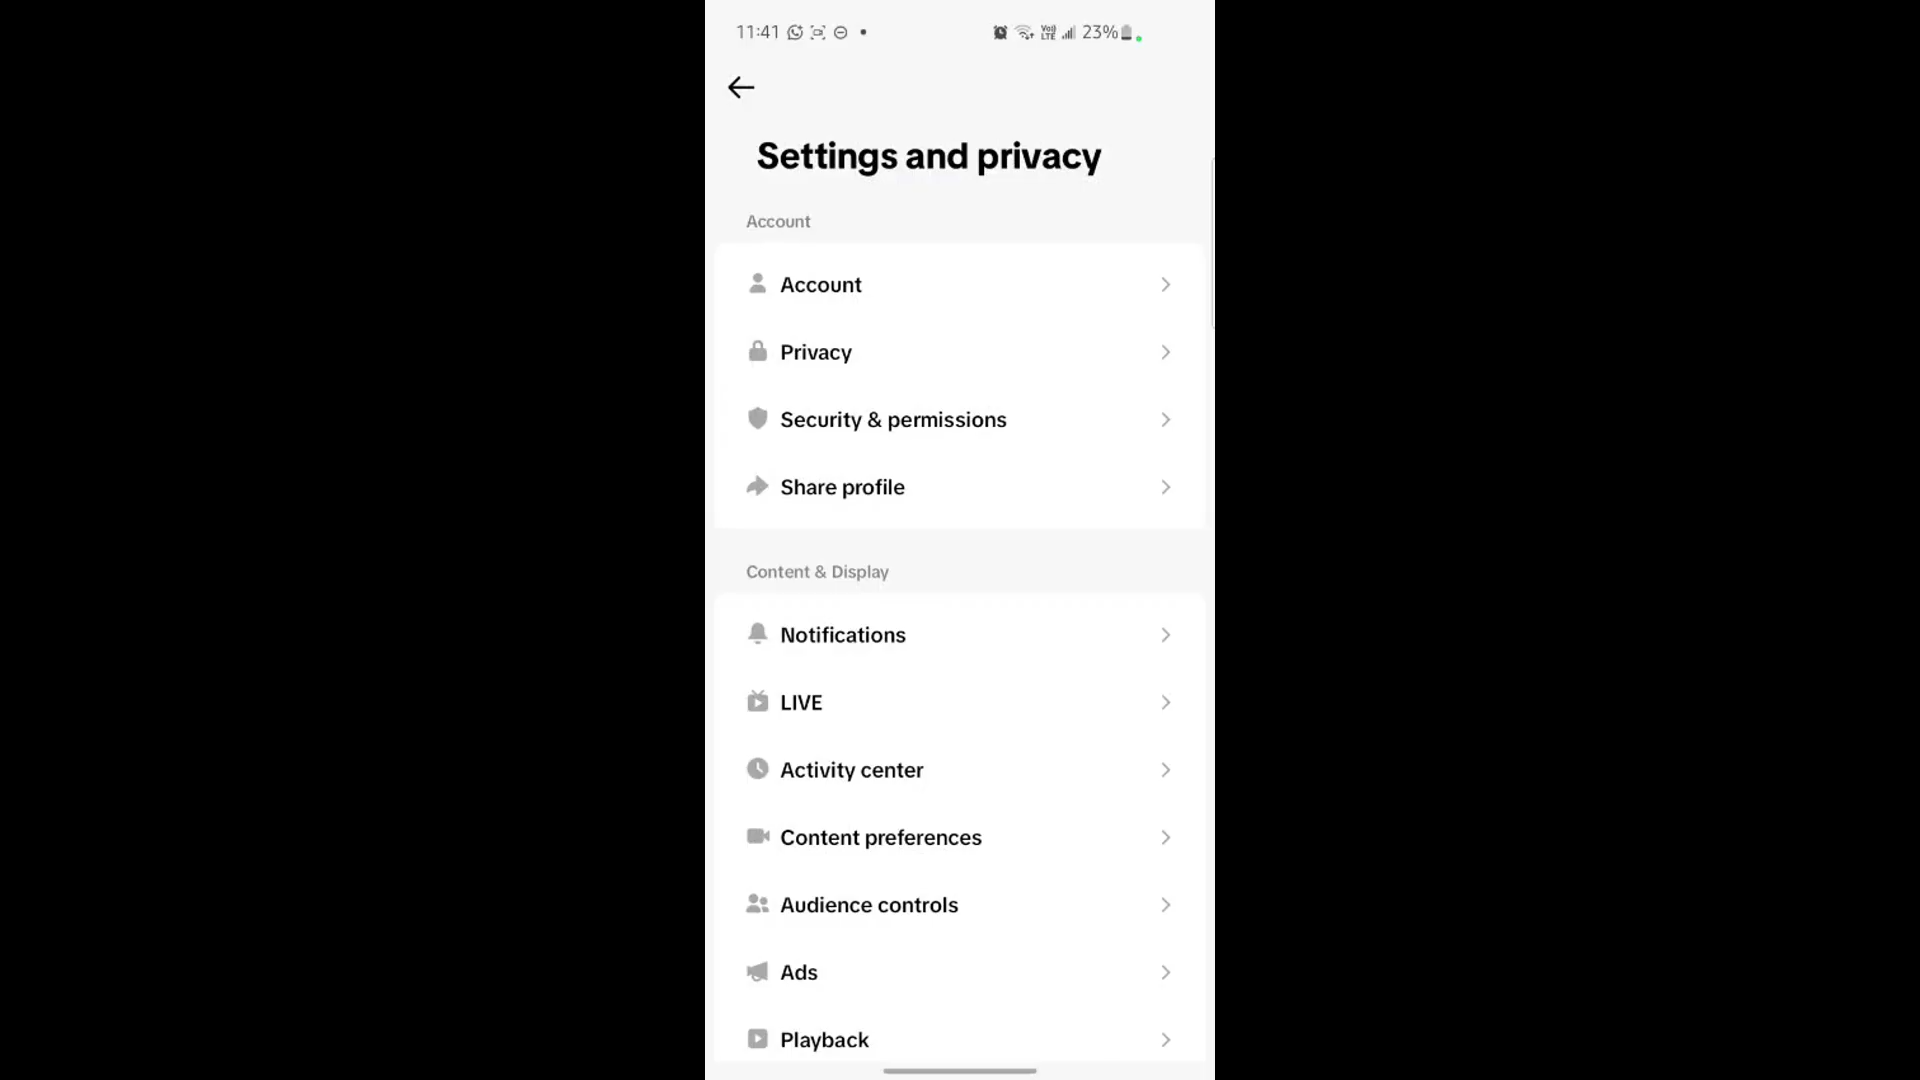 11:41 23%
Settings and privacy
Account
Account
Privacy
Security & permissions
Share profile
Content & Display
Notifications
LIVE
Activity center
Content preferences
Audience controls
Ads
Playback